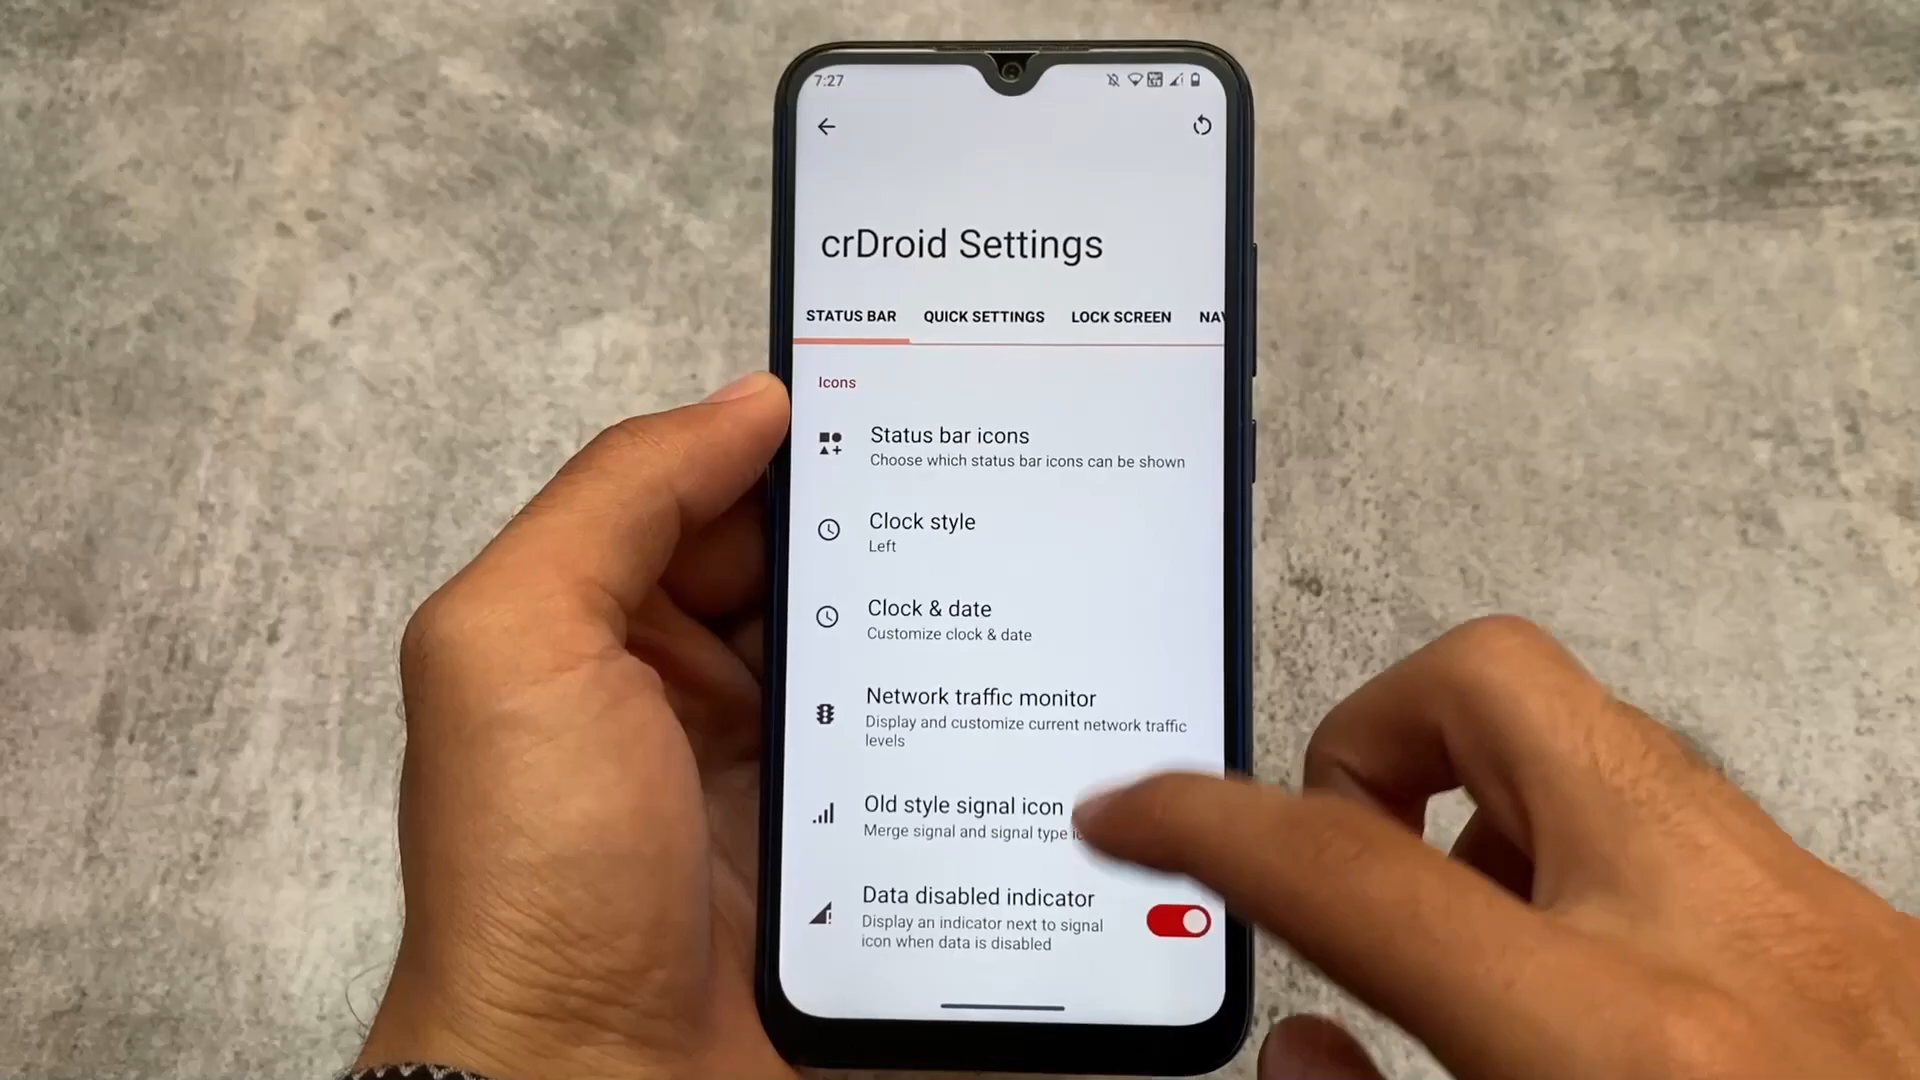 7:27
crDroid Settings
STATUS BAR QUICK SETTINGS LOCK SCREEN NAV
Icons
Status bar icons
Choose which status bar icons can be shown
Clock style
Left
Clock & date
Customize clock & date
Network traffic monitor
Display and customize current network traffic
levels
Old style signal icon
Merge signal and signal type
Data disabled indicator
Display an indicator next to signal
icon when data is disabled